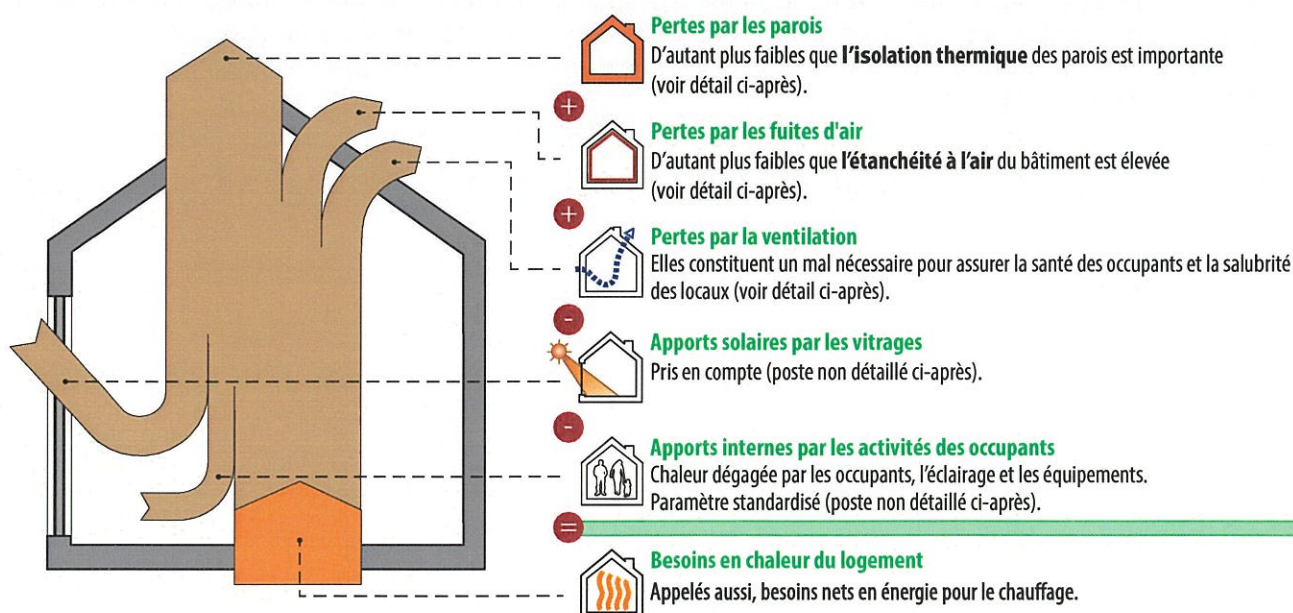 Pertes par les parois
D'autant plus faibles que l'isolation thermique des parois est importante
(voir détail ci-après).
+
Pertes par les fuites d'air
D'autant plus faibles que l'étanchéité à l'air du bâtiment est élevée
(voir détail ci-après).
+
Pertes par la ventilation
Elles constituent un mal nécessaire pour assurer la santé des occupants et la salubrité
des locaux (voir détail ci-après).
-
Apports solaires par les vitrages
Pris en compte (poste non détaillé ci-après).
-
Apports internes par les activités des occupants
Chaleur dégagée par les occupants, l'éclairage et les équipements.
Paramètre standardisé (poste non détaillé ci-après).
=
Besoins en chaleur du logement
Appelés aussi, besoins nets en énergie pour le chauffage.